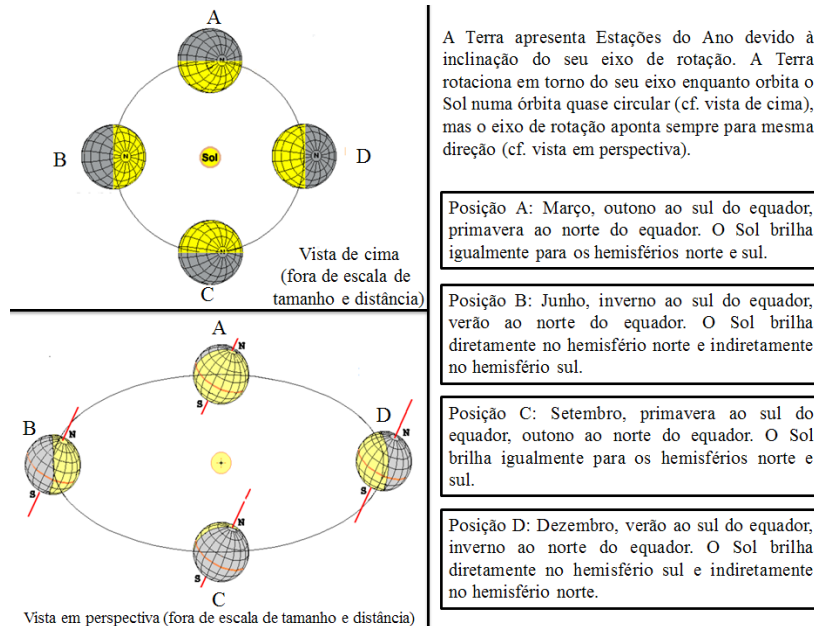 A
N
B
N
Sol
N
D
N
Vista de cima
(fora de escala de
tamanho e distância)
C
A
N
S
B
N
S
D
N
S
N
S
C
Vista em perspectiva (fora de escala de tamanho e distância)
A Terra apresenta Estações do Ano devido à
inclinação do seu eixo de rotação. A Terra
rotaciona em torno do seu eixo enquanto orbita o
Sol numa órbita quase circular (cf. vista de cima),
mas o eixo de rotação aponta sempre para mesma
direção (cf. vista em perspectiva).
Posição A: Março, outono ao sul do equador,
primavera ao norte do equador. O Sol brilha
igualmente para os hemisférios norte e sul.
Posição B: Junho, inverno ao sul do equador,
verão ao norte do equador. O Sol brilha
diretamente no hemisfério norte e indiretamente
no hemisfério sul.
Posição C: Setembro, primavera ao sul do
equador, outono ao norte do equador. O Sol
brilha igualmente para os hemisférios norte e
sul.
Posição D: Dezembro, verão ao sul do equador,
inverno ao norte do equador. O Sol brilha
diretamente no hemisfério sul e indiretamente
no hemisfério norte.